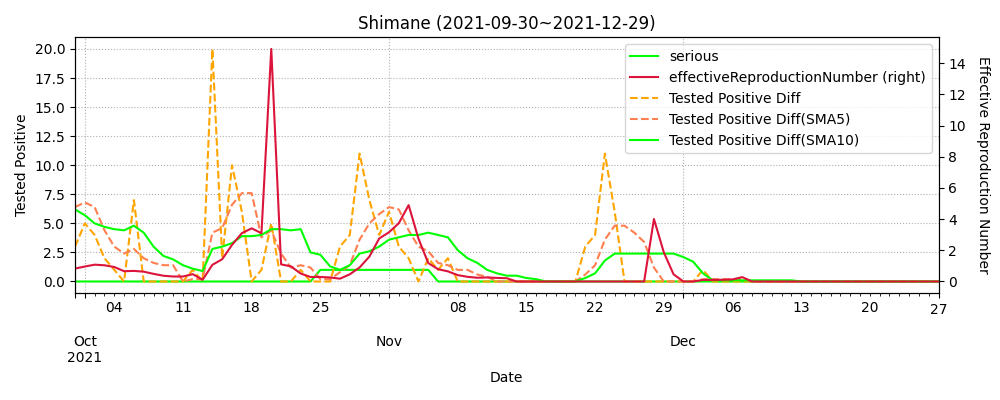 Shimane (2021-09-30~2021-12-29)
Tested Positive
20.0
17.5
15.0
12.5
10.0
7.5
5.0
2.5
0.0
serious
effectiveReproductionNumber (right)
Tested Positive Diff
Tested Positive Diff(SMA5)
Tested Positive Diff(SMA10)
14
12
10
8
6
4
2
0
Effective Reproduction Number
04 11 18 25 08 15 22 29 06 13 20 27
Oct Nov Dec
2021
Date